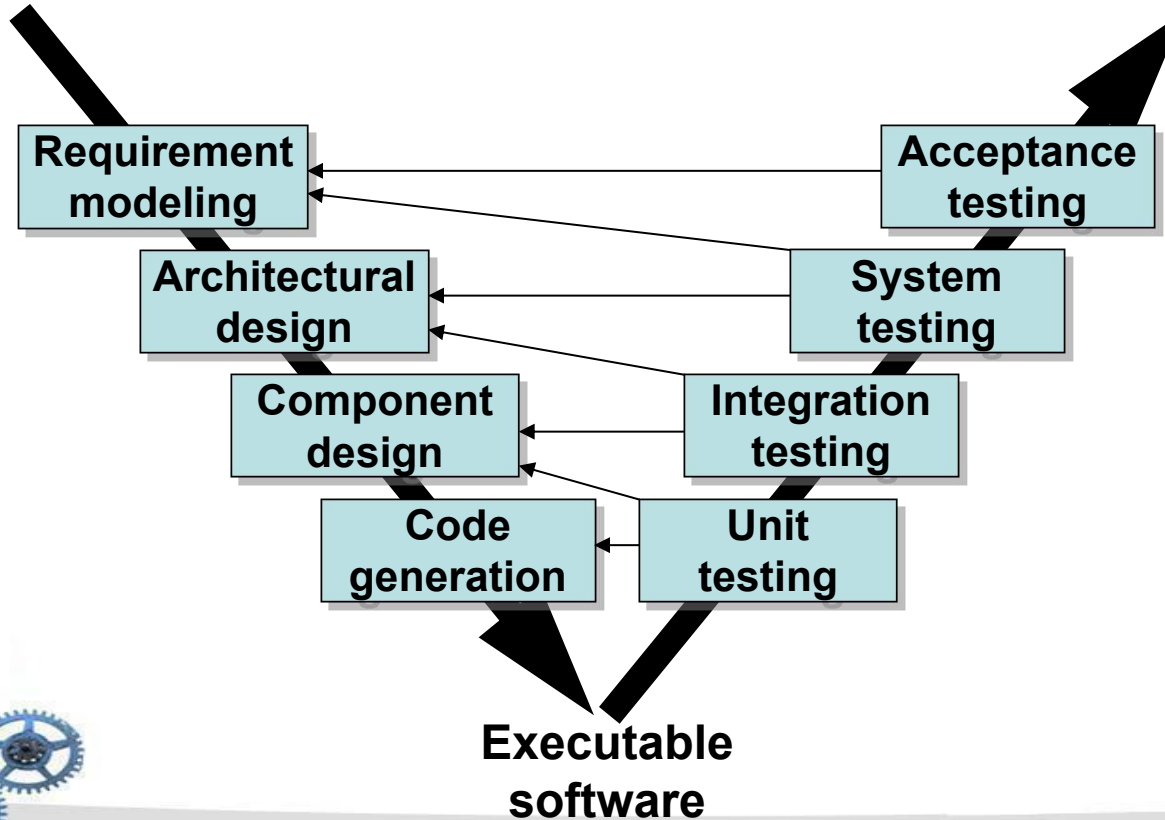 Requirement
modeling
Acceptance
testing
Architectural
design
System
testing
Component
design
Integration
testing
Code
generation
Unit
testing
Executable
software